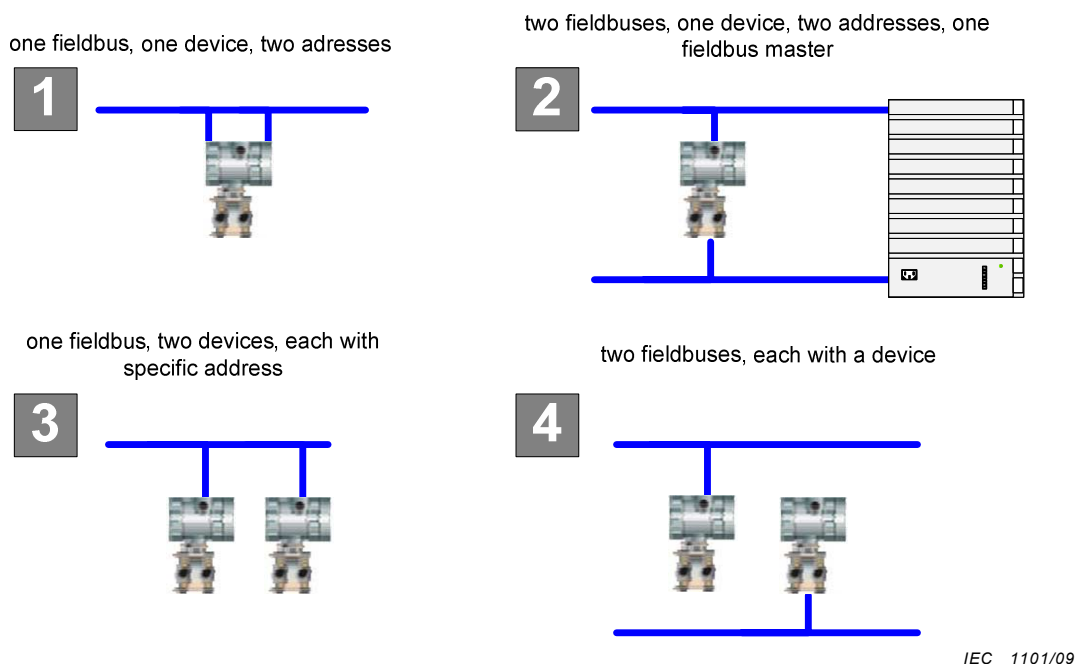 one fieldbus, one device, two adresses
1
two fieldbuses, one device, two addresses, one
fieldbus master
2
one fieldbus, two devices, each with
specific address
3
two fieldbuses, each with a device
4
IEC 1101/09